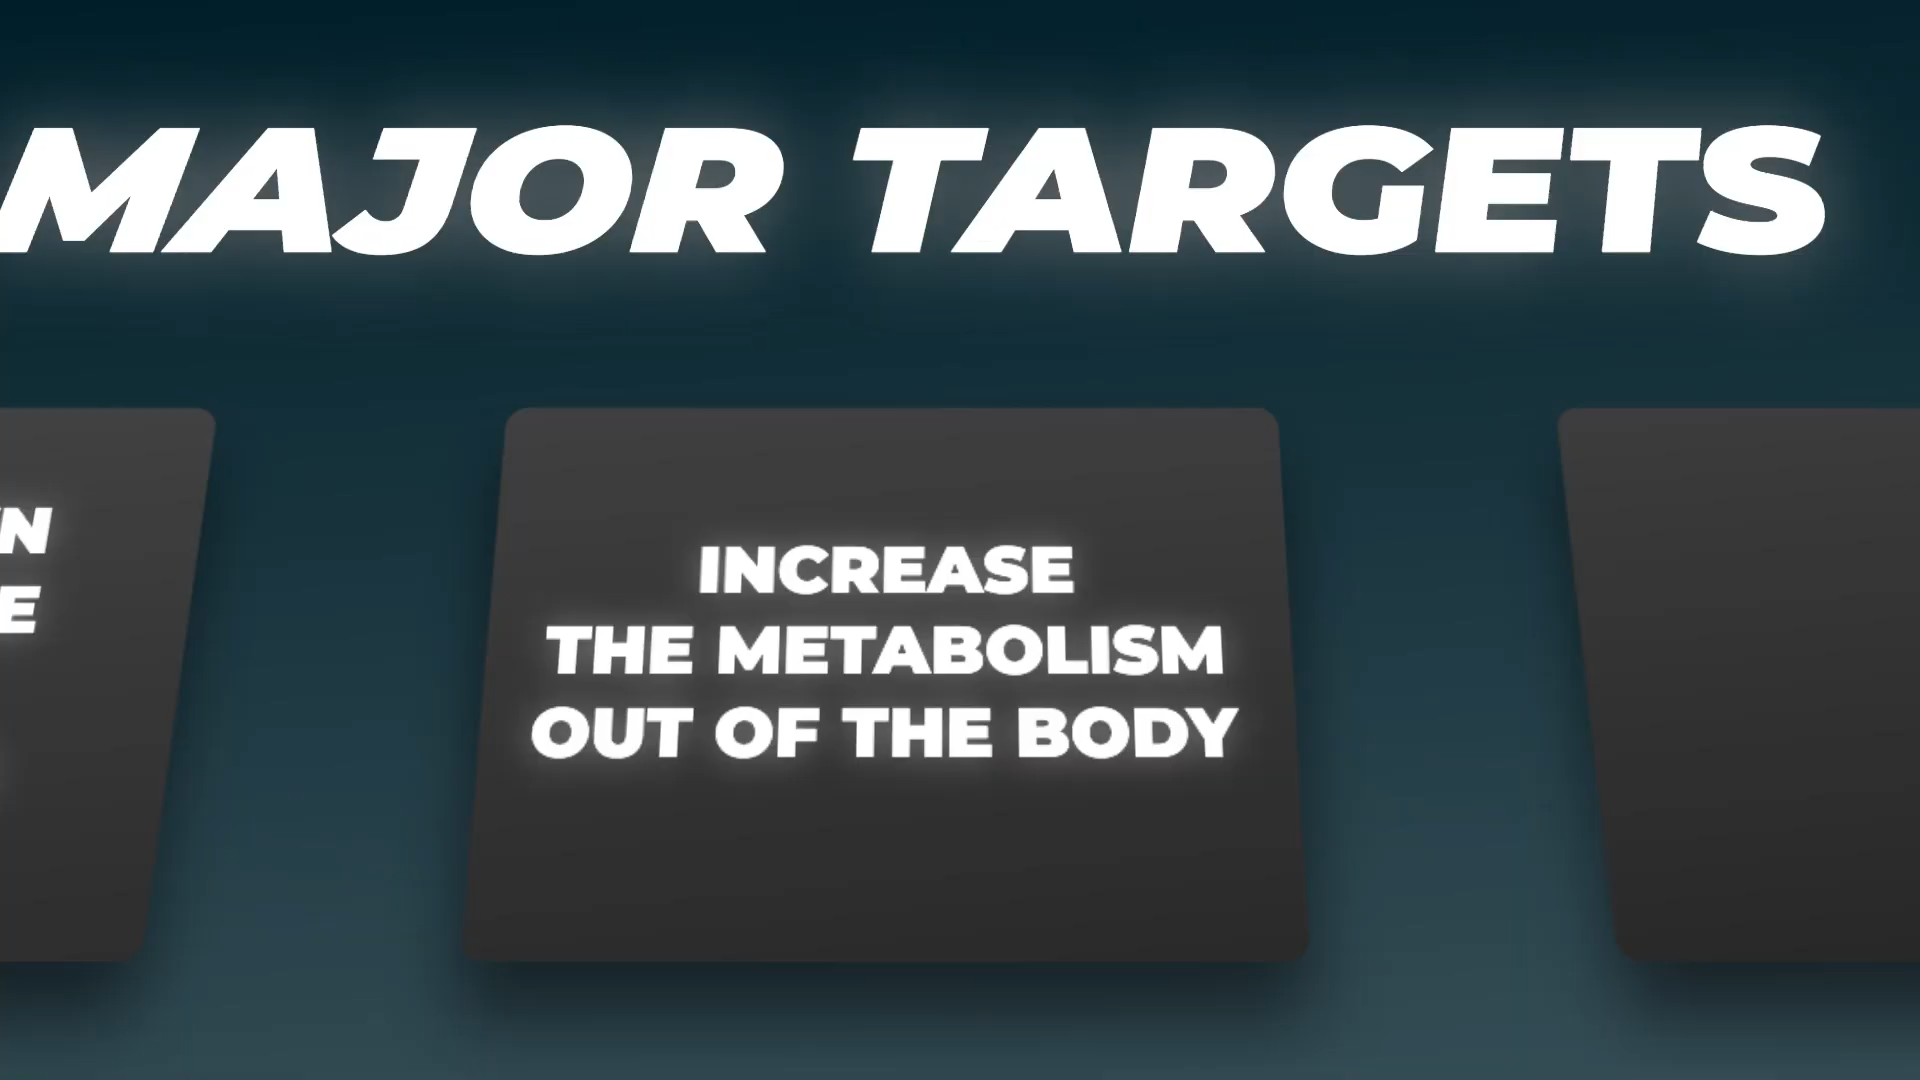 MAJOR TARGETS
INCREASE
THE METABOLISM
OUT OF THE BODY